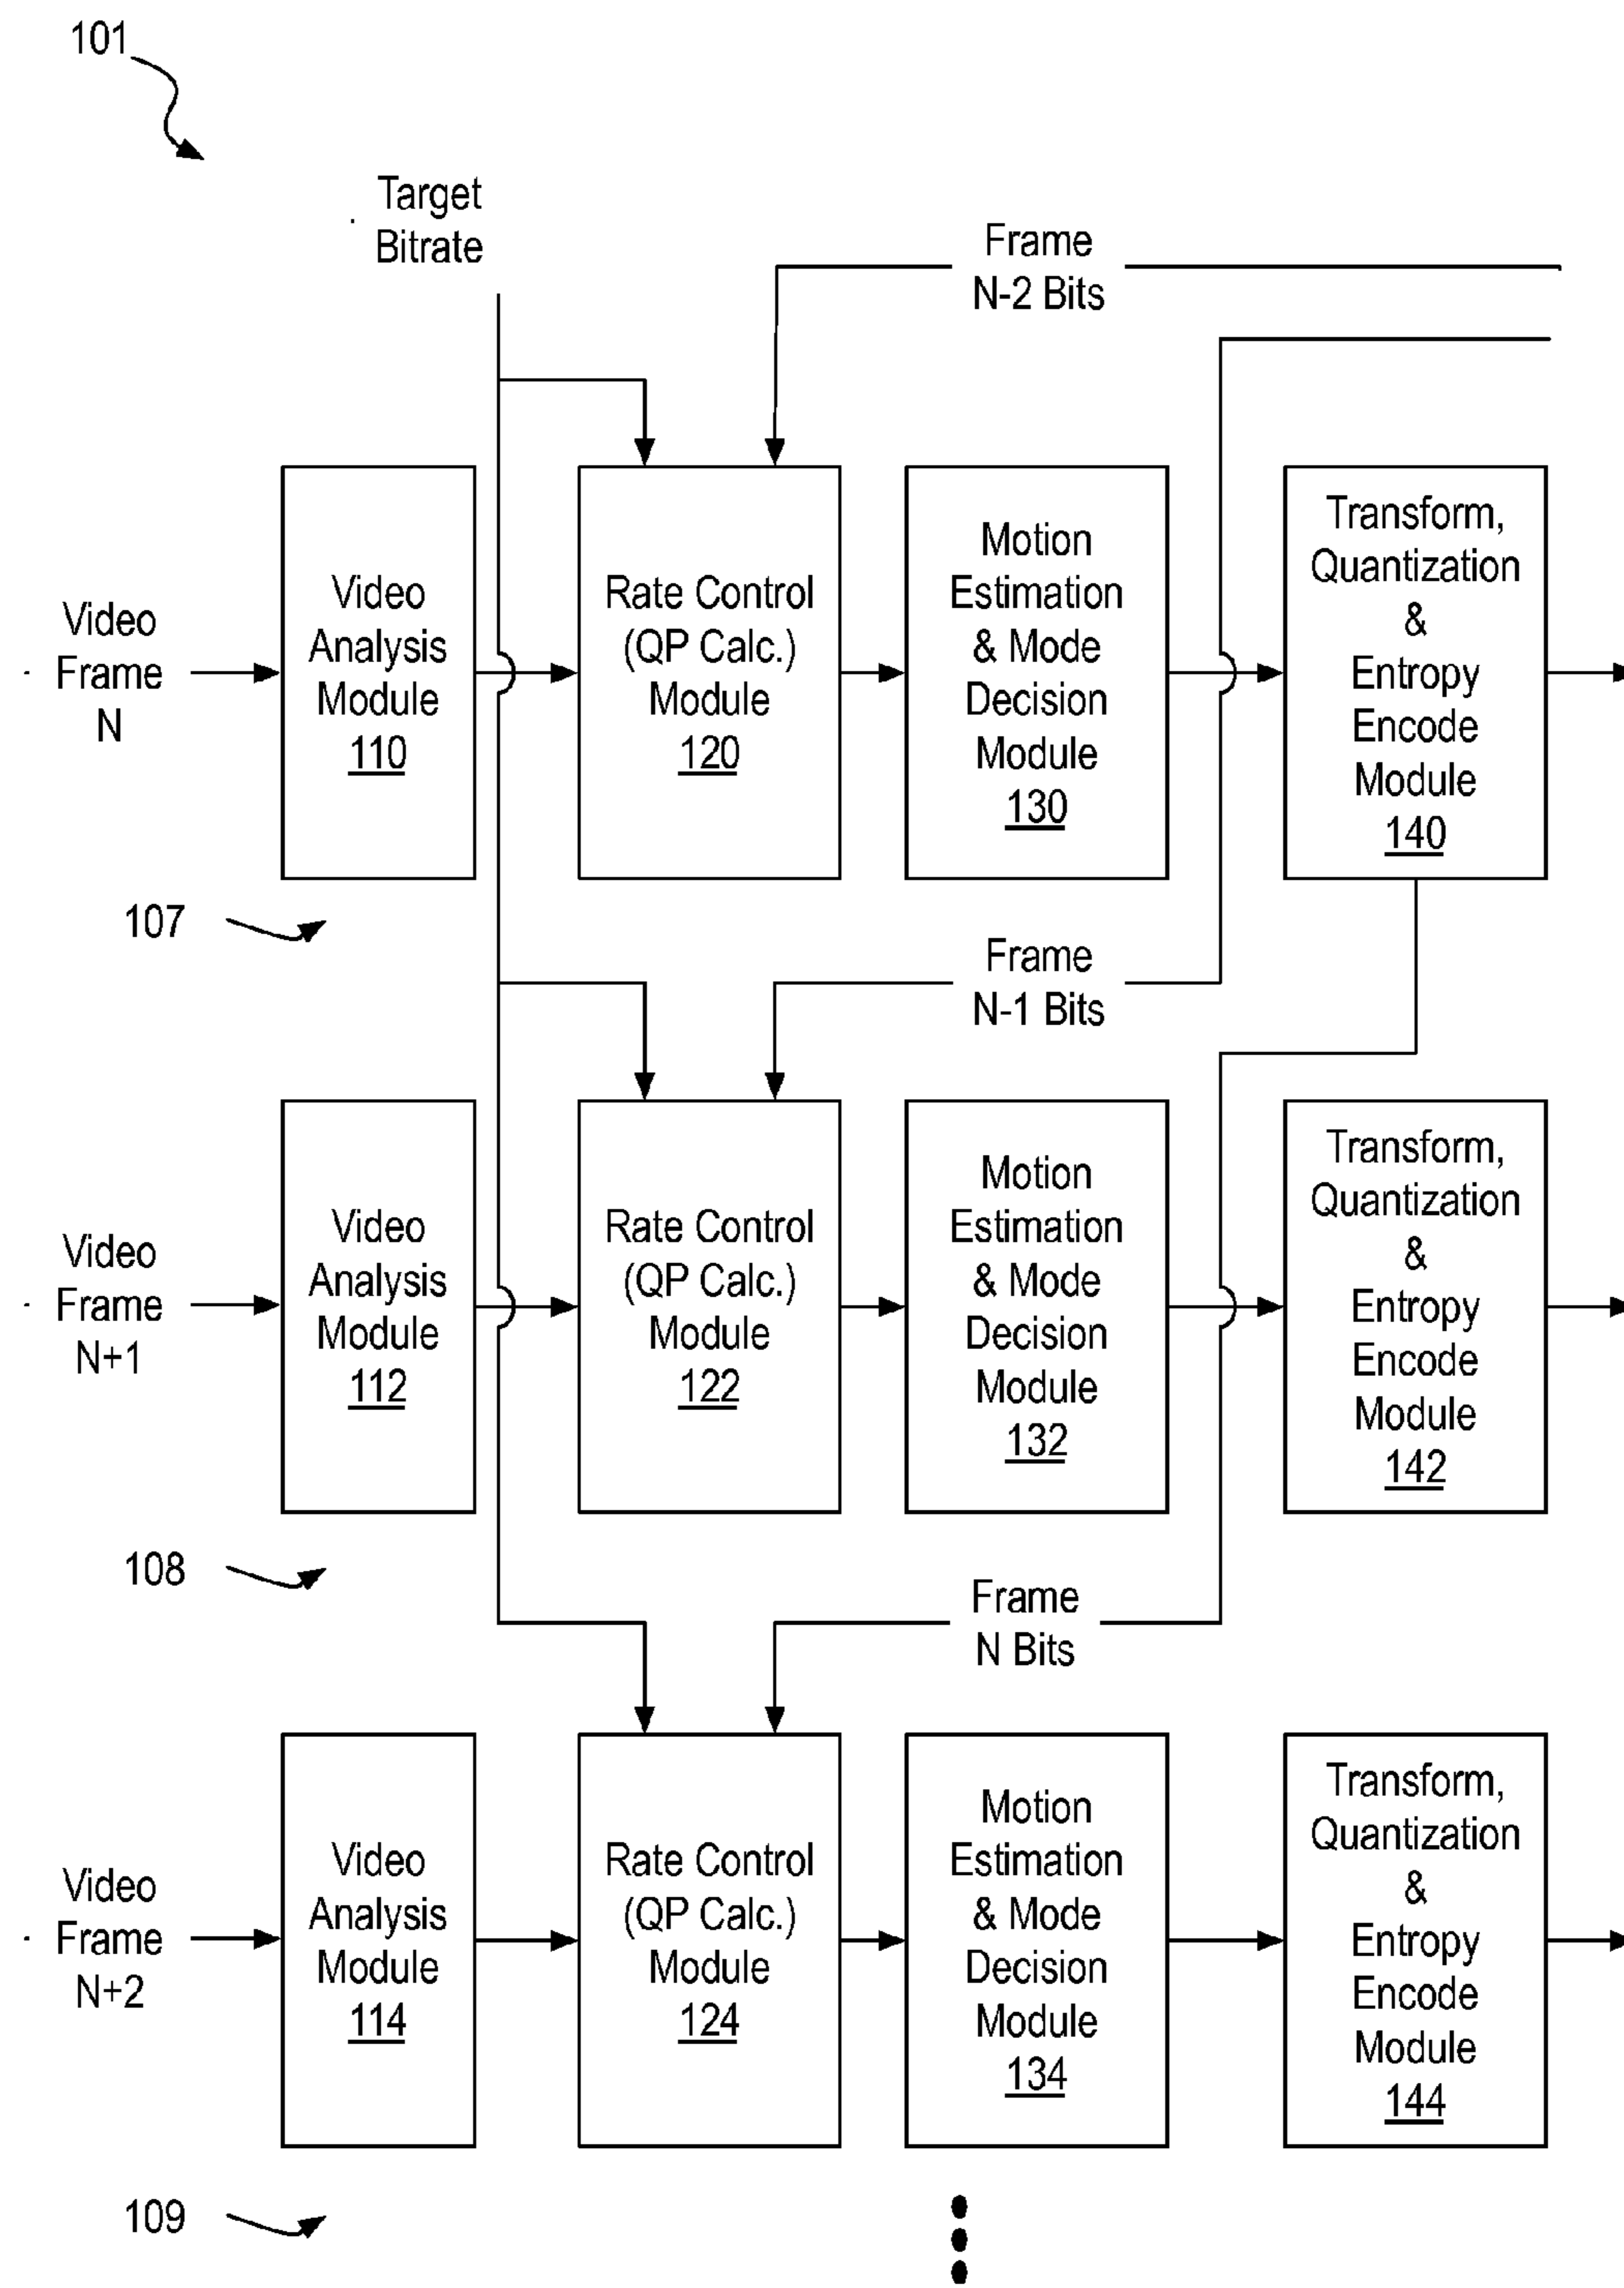 101
Target
Bitrate
Frame
N-2 Bits
Video
Frame
N
Video
Analysis
Module
110
Rate Control
(QP Calc.)
Module
120
Motion
Estimation
& Mode
Decision
Module
130
Transform,
Quantization
&
Entropy
Encode
Module
140
107
Frame
N-1 Bits
Video
Frame
N+1
Video
Analysis
Module
112
Rate Control
(QP Calc.)
Module
122
Motion
Estimation
& Mode
Decision
Module
132
Transform,
Quantization
&
Entropy
Encode
Module
142
108
Frame
N Bits
Video
Frame
N+2
Video
Analysis
Module
114
Rate Control
(QP Calc.)
Module
124
Motion
Estimation
& Mode
Decision
Module
134
Transform,
Quantization
&
Entropy
Encode
Module
144
109